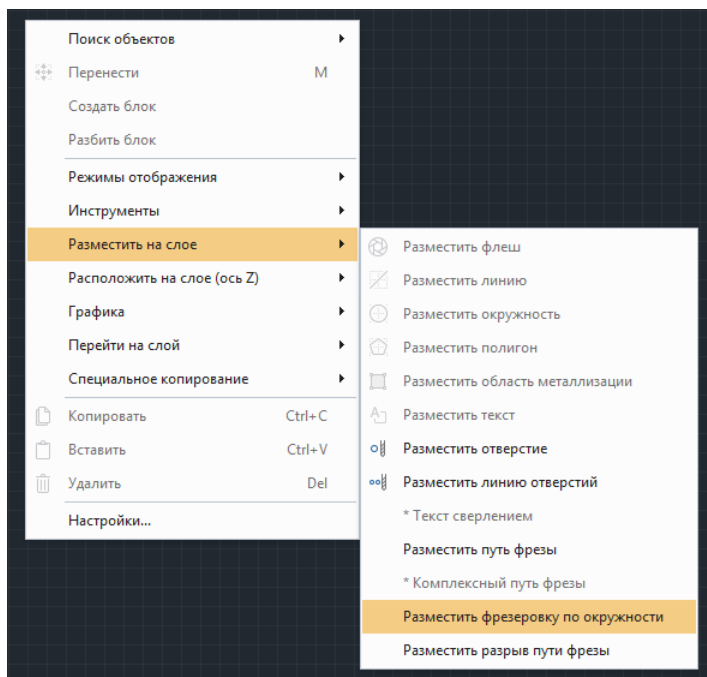 Поиск объектов
Перенести M
Создать блок
Разбить блок
Режимы отображения
Инструменты
Разместить на слое
Расположить на слое (ось Z)
Графика
Перейти на слой
Специальное копирование
Копировать Ctrl+C
Вставить Ctrl+V
Удалить Del
Настройки...
Разместить флеш
Разместить линию
Разместить окружность
Разместить полигон
Разместить область металлизации
Разместить текст
Разместить отверстие
Разместить линию отверстий
* Текст сверлением
Разместить путь фрезы
* Комплексный путь фрезы
Разместить фрезеровку по окружности
Разместить разрыв пути фрезы